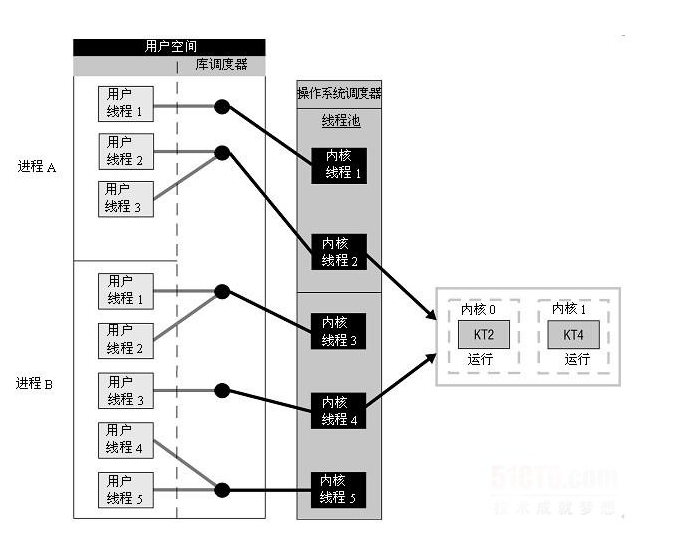 用户空间
库调度器
进程 A
用户
线程 1
用户
线程 2
用户
线程 3
进程 B
用户
线程 1
用户
线程 2
用户
线程 3
用户
线程 4
用户
线程 5
操作系统调度器
线程池
内核
线程 1
内核
线程 2
内核
线程 3
内核
线程 4
内核
线程 5
内核 0
KT2
运行
内核 1
KT4
运行
51CTO.com
技术成就梦想